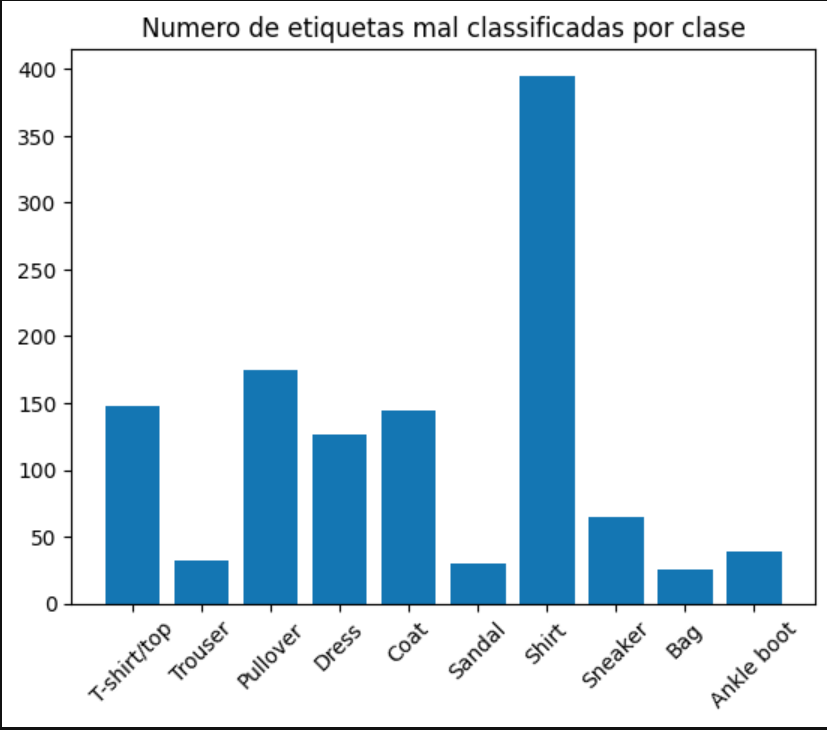 Numero de etiquetas mal classificadas por clase
400
350
300
250
200
150
100
50
0
T-shirt/top
Trouser
Pullover
Dress
Coat
Sandal
Shirt
Sneaker
Bag
Ankle boot